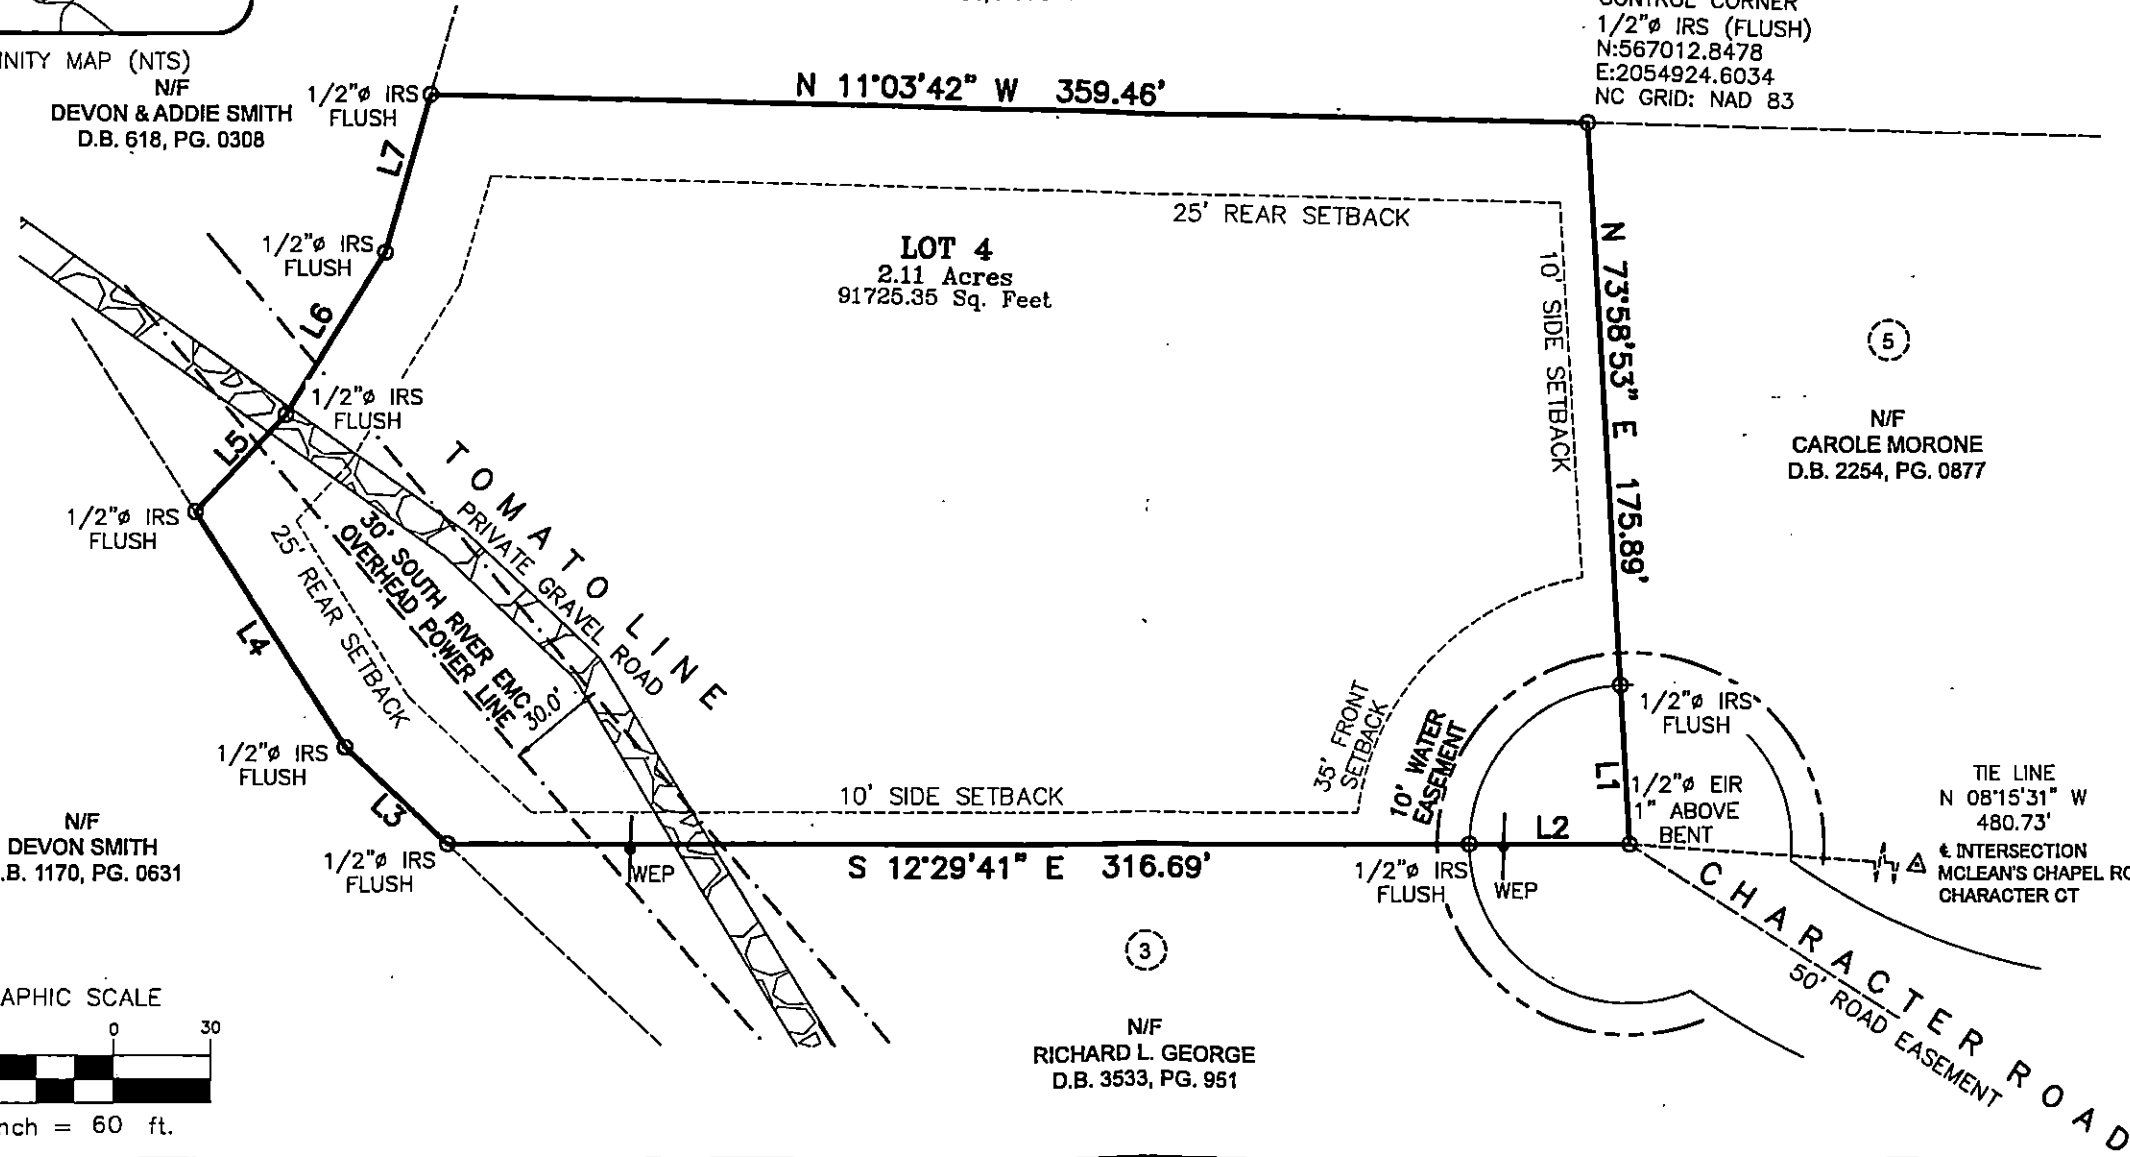 INITY MAP (NTS)
N/F
DEVON & ADDIE SMITH
D.B. 618, PG. 0308
1/2"ø IRS
FLUSH
N 11°03'42" W 359.46'
CONTROL CORNER
1/2"ø IRS (FLUSH)
N:567012.8478
E:2054924.6034
NC GRID: NAD 83
L7
25' REAR SETBACK
1/2"ø IRS
FLUSH
LOT 4
2.11 Acres
91725.35 Sq. Feet
10' SIDE SETBACK
N 73°58'53" E 175.89'
5
N/F
CAROLE MORONE
D.B. 2254, PG. 0877
L6
1/2"ø IRS
FLUSH
L5
1/2"ø IRS
FLUSH
TOMATO LINE
PRIVATE GRAVEL ROAD
30' SOUTH RIVER EMC
OVERHEAD POWER LINE
30.0'
25' REAR SETBACK
L4
1/2"ø IRS
FLUSH
L3
N/F
DEVON SMITH
.B. 1170, PG. 0631
1/2"ø IRS
FLUSH
10' SIDE SETBACK
35' FRONT
SETBACK
10' WATER
EASEMENT
1/2"ø IRS
FLUSH
L1
1/2"ø EIR
1" ABOVE
BENT
TIE LINE
N 08°15'31" W
480.73'
℄ INTERSECTION
MCLEAN'S CHAPEL RO
CHARACTER CT
WEP
S 12°29'41" E 316.69'
1/2"ø IRS
FLUSH
L2
WEP
CHARACTER ROAD
50' ROAD EASEMENT
3
N/F
RICHARD L. GEORGE
D.B. 3533, PG. 951
APHIC SCALE
0 30
nch = 60 ft.